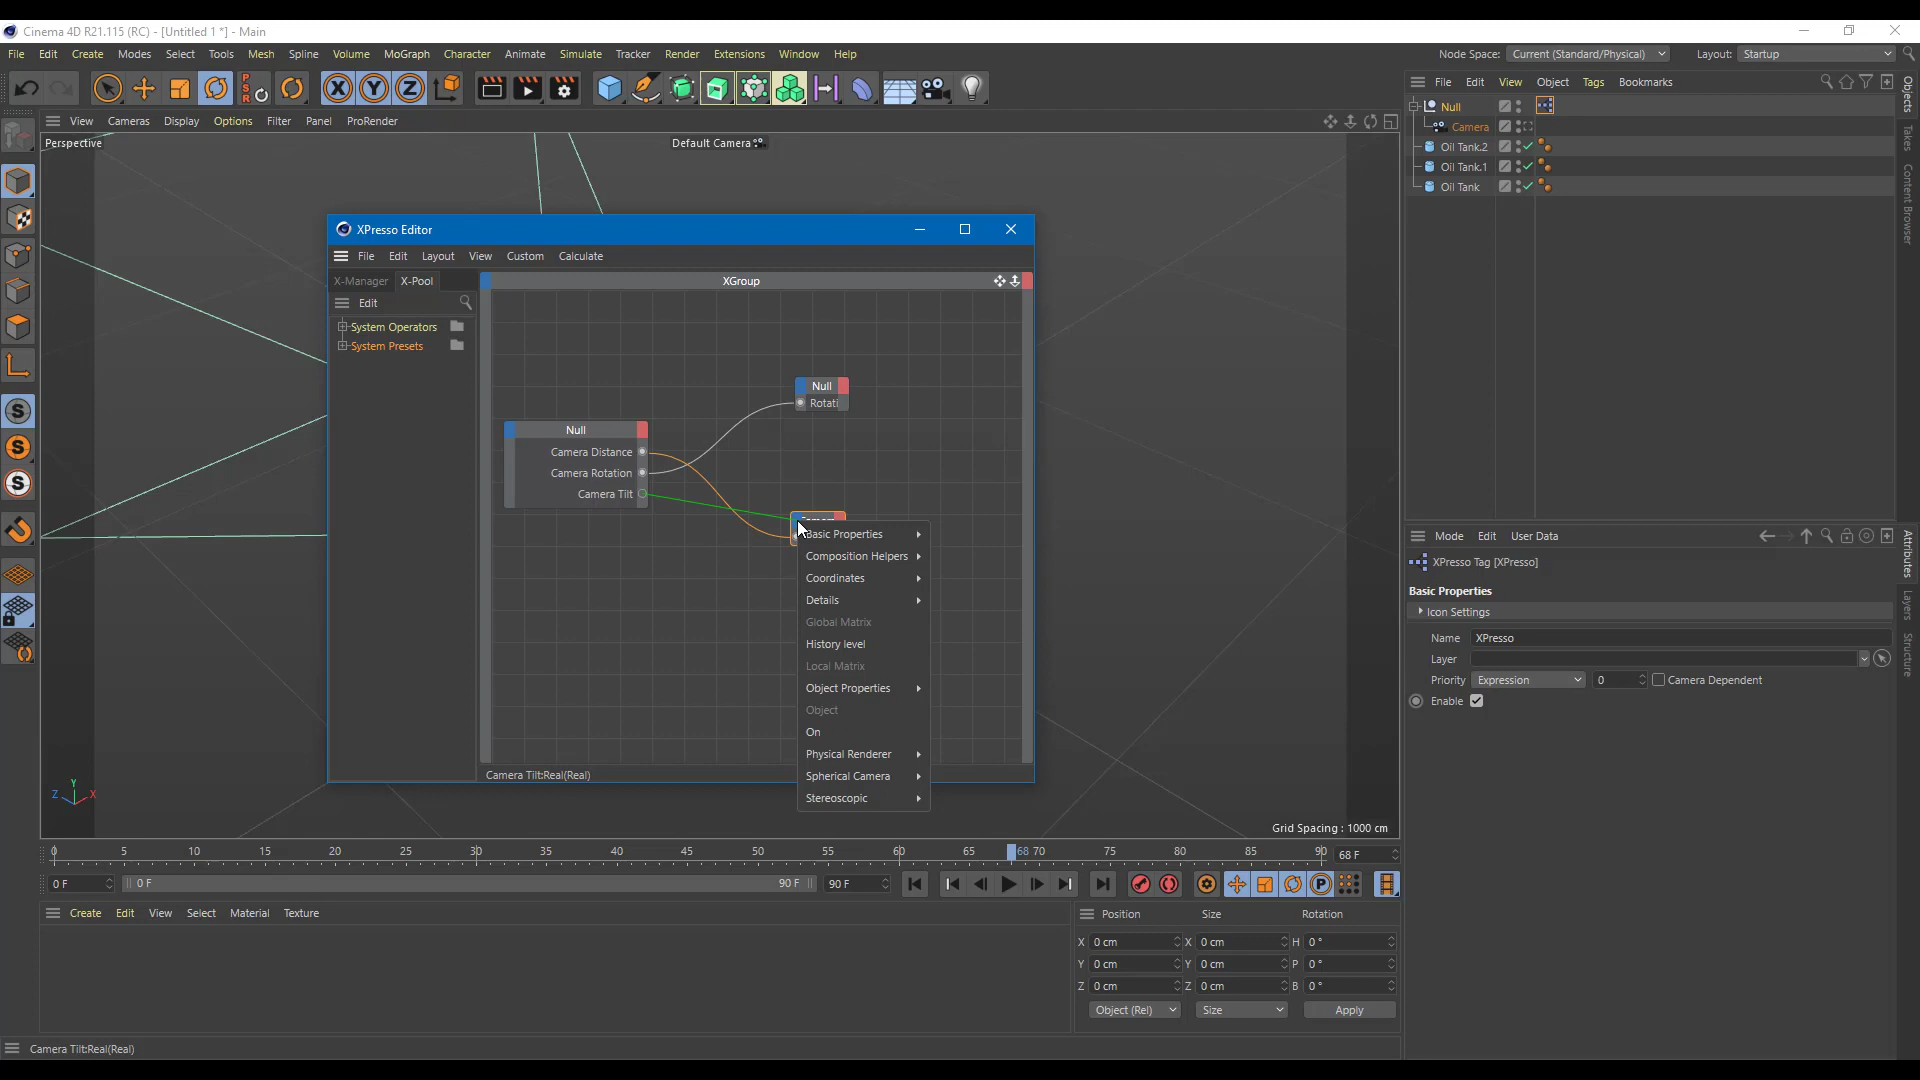 Cinema 4D R21.115 (RC) - [Untitled 1 *] - Main
File Edit Create Modes Select Tools Mesh Spline Volume MoGraph Character Animate Simulate Tracker Render Extensions Window Help
Node Space: Current (Standard/Physical) Layout: Startup
PSR X Y Z
View Cameras Display Options Filter Panel ProRender
Perspective
Default Camera
XPresso Editor
File Edit Layout View Custom Calculate
X-Manager X-Pool
XGroup
Edit
System Operators
System Presets
Null
Rotati
Null
Camera Distance
Camera Rotation
Camera Tilt
Basic Properties
Composition Helpers
Coordinates
Details
Global Matrix
History level
Local Matrix
Object Properties
Object
On
Physical Renderer
Spherical Camera
Stereoscopic
Camera Tilt:Real(Real)
Y
Z X
Grid Spacing : 1000 cm
0 5 10 15 20 25 30 35 40 45 50 55 60 65 68 70 75 80 85 90 68 F
0 F 0 F 90 F 90 F
Create Edit View Select Material Texture
Position Size Rotation
X 0 cm X 0 cm H 0 °
Y 0 cm Y 0 cm P 0 °
Z 0 cm Z 0 cm B 0 °
Object (Rel) Size Apply
Camera Tilt:Real(Real)
File Edit View Object Tags Bookmarks
Null
Camera
Oil Tank.2
Oil Tank.1
Oil Tank
Objects
Takes
Content Browser
Mode Edit User Data
XPresso Tag [XPresso]
Basic Properties
Icon Settings
Name XPresso
Layer
Priority Expression 0 Camera Dependent
Enable
Attributes
Layers
Structure